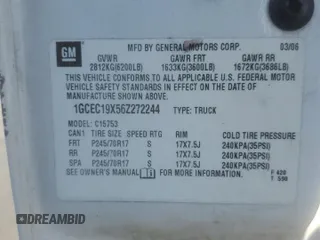 GM
MFD BY GENERAL MOTORS CORP. 03/06
GVWR GAWR FRT GAWR RR
2812KG(6200LB) 1633KG(3600LB) 1672KG(3686LB)
THIS VEHICLE CONFORMS TO ALL APPLICABLE U.S.
FEDERAL MOTOR VEHICLE SAFETY STANDARDS IN
EFFECT ON THE DATE OF MANUFACTURE SHOWN ABOVE.
1GCEC19X56Z272244 TYPE: TRUCK
MODEL: C15753
CAN1 TIRE SIZE SPEED RTG RIM COLD TIRE PRESSURE
FRT P245/70R17 S 17X7.5J 240KPA(35PSI)
RR P245/70R17 S 17X7.5J 240KPA(35PSI)
SPA P245/70R17 S 17X7.5J 240KPA(35PSI)
SEE OWNER'S MANUAL FOR MORE INFORMATION.
DREAMBID